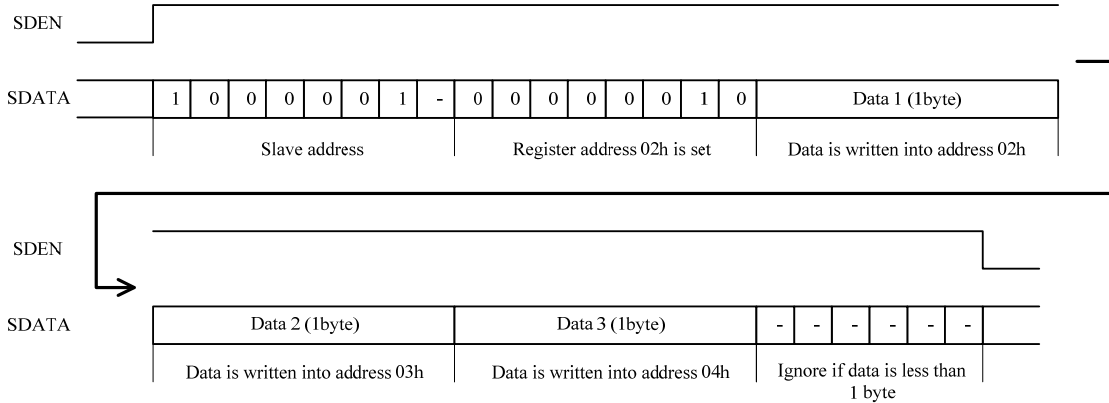 SDEN
SDATA
1 0 0 0 0 0 1 - 0 0 0 0 0 0 1 0 Data 1 (1byte)
Slave address
Register address 02h is set
Data is written into address 02h
SDEN
SDATA
Data 2 (1byte) Data 3 (1byte) - - - - - -
Data is written into address 03h
Data is written into address 04h
Ignore if data is less than
1 byte